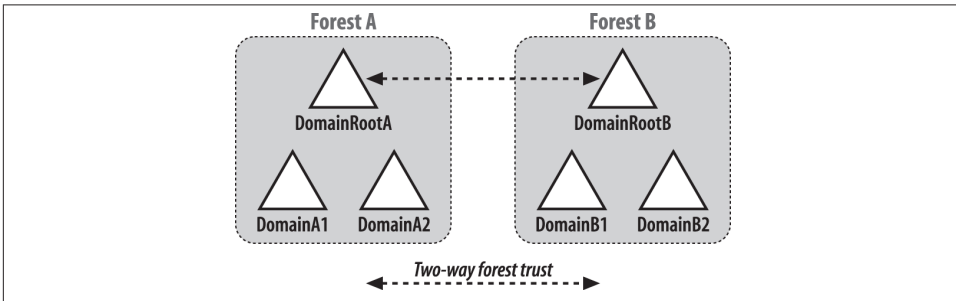 Forest A
Forest B
DomainRootA
DomainRootB
DomainA1
DomainA2
DomainB1
DomainB2
Two-way forest trust